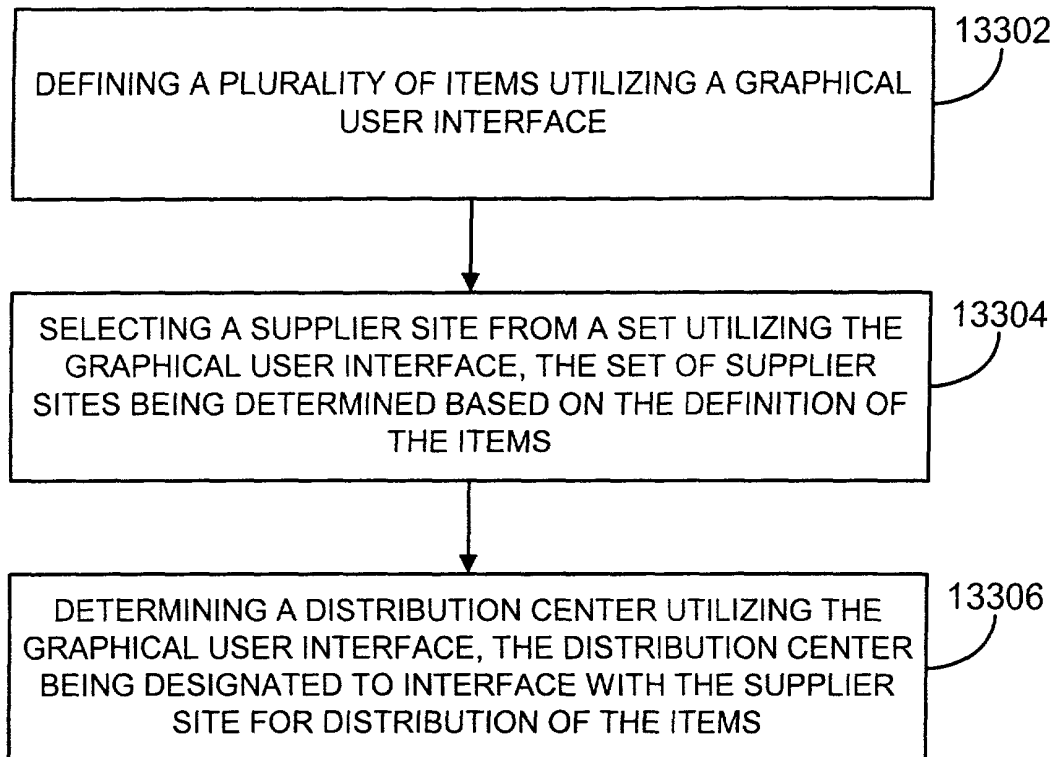 13302
DEFINING A PLURALITY OF ITEMS UTILIZING A GRAPHICAL
USER INTERFACE
13304
SELECTING A SUPPLIER SITE FROM A SET UTILIZING THE
GRAPHICAL USER INTERFACE, THE SET OF SUPPLIER
SITES BEING DETERMINED BASED ON THE DEFINITION OF
THE ITEMS
13306
DETERMINING A DISTRIBUTION CENTER UTILIZING THE
GRAPHICAL USER INTERFACE, THE DISTRIBUTION CENTER
BEING DESIGNATED TO INTERFACE WITH THE SUPPLIER
SITE FOR DISTRIBUTION OF THE ITEMS